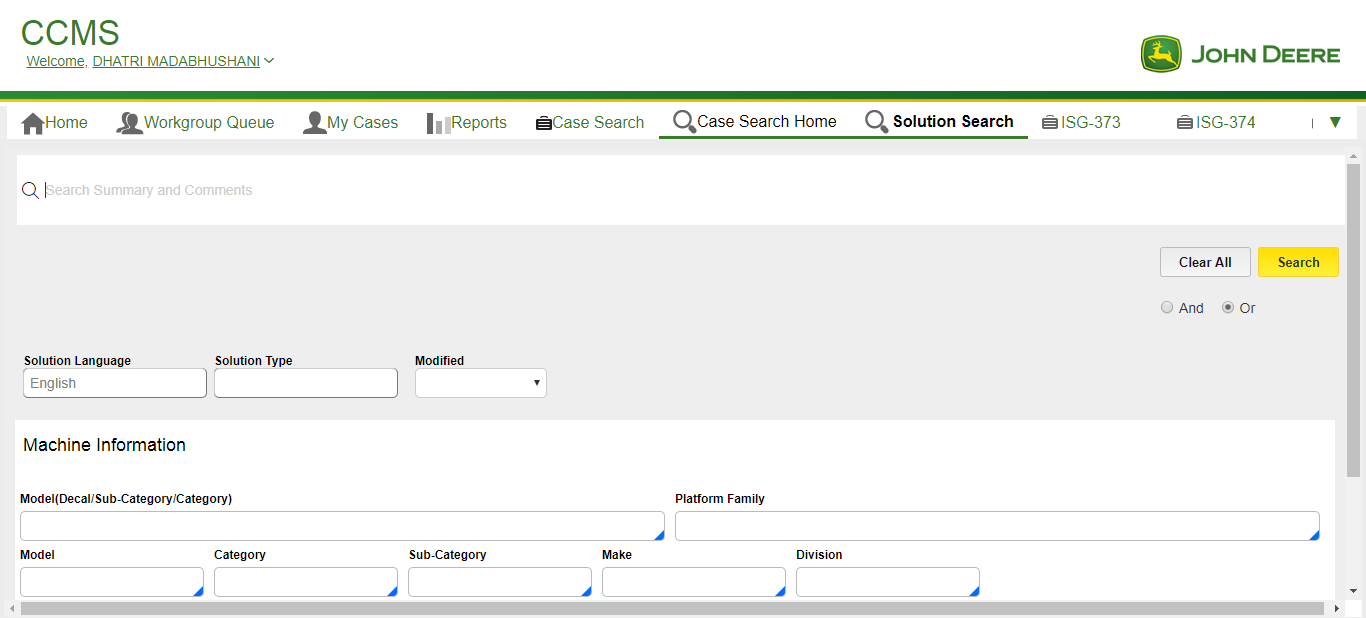 CCMS
Welcome, DHATRI MADABHUSHANI
JOHN DEERE
Home Workgroup Queue My Cases Reports Case Search Case Search Home Solution Search ISG-373 ISG-374
Search Summary and Comments
Clear All Search
And Or
Solution Language Solution Type Modified
English
Machine Information
Model(Decal/Sub-Category/Category) Platform Family
Model Category Sub-Category Make Division